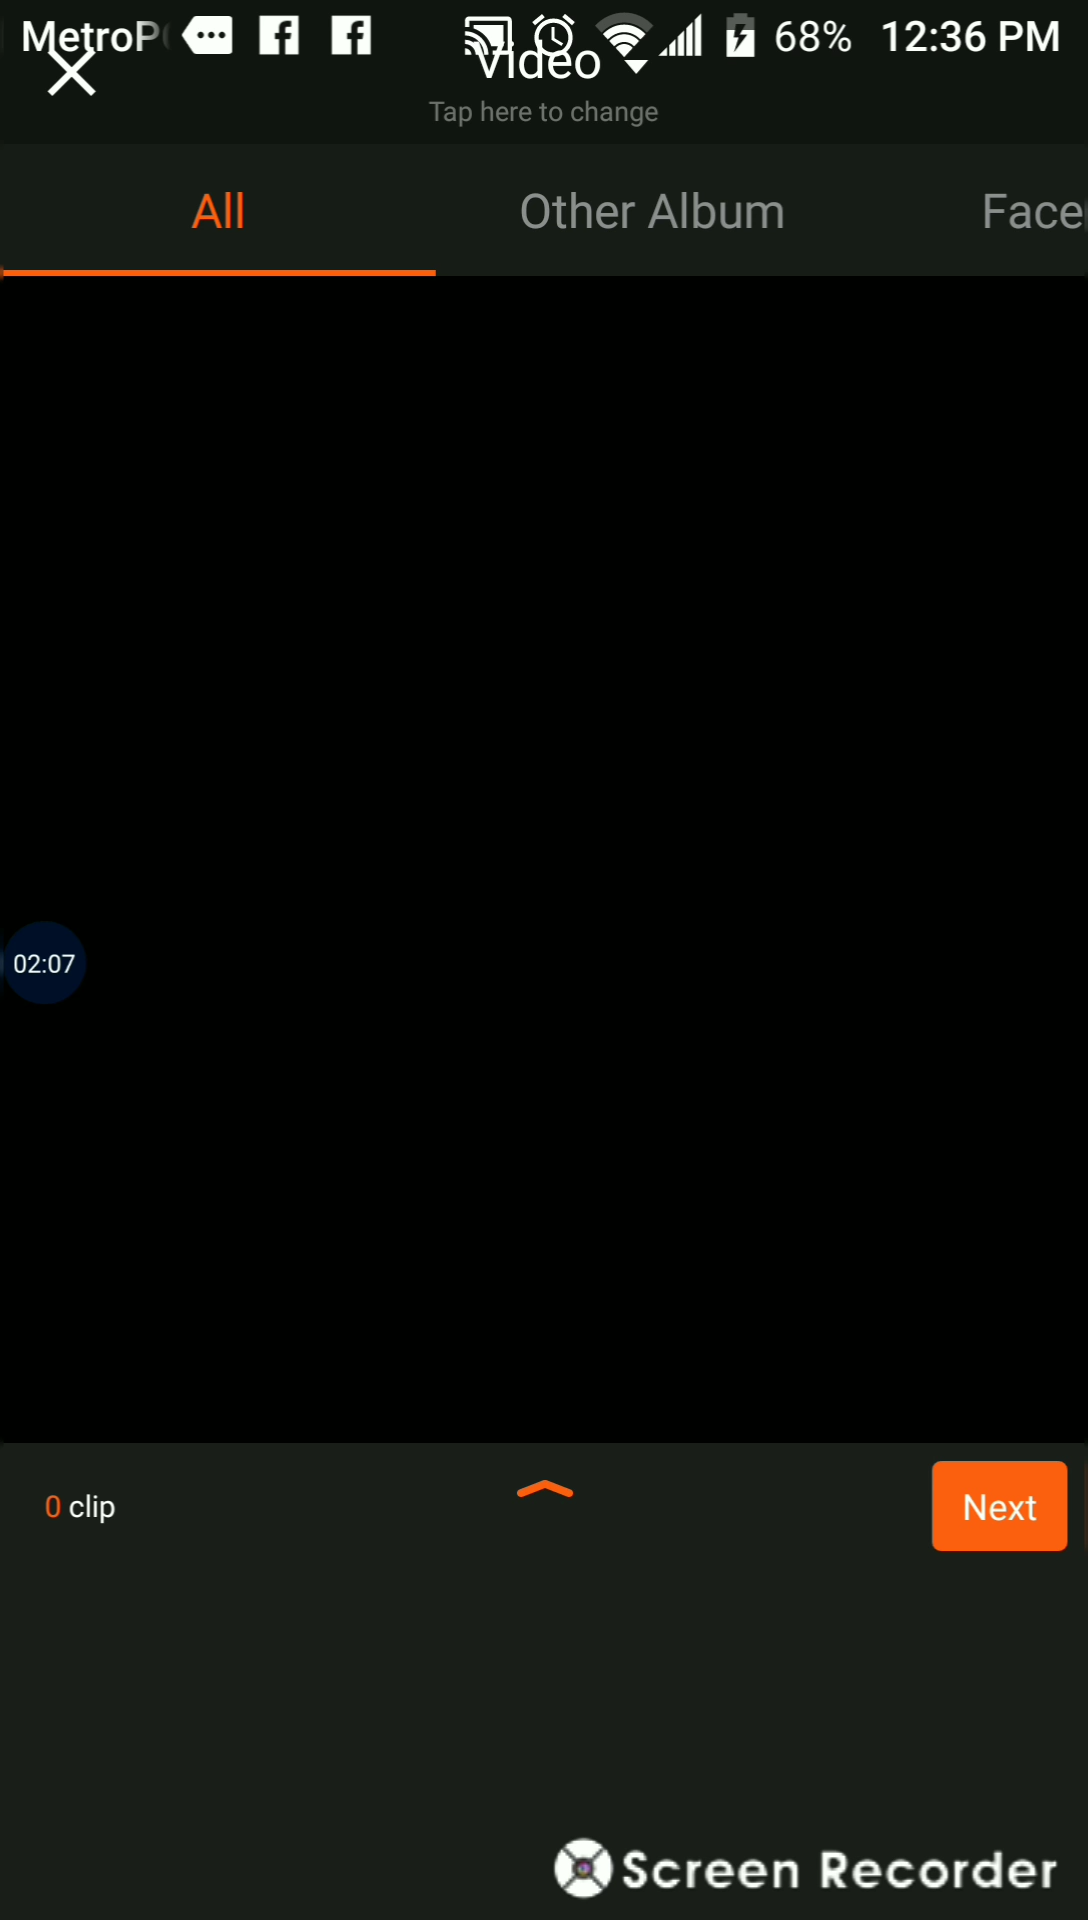 MetroP 68% 12:36 PM
Video
Tap here to change
All Other Album Face
02:07
0 clip Next
Screen Recorder